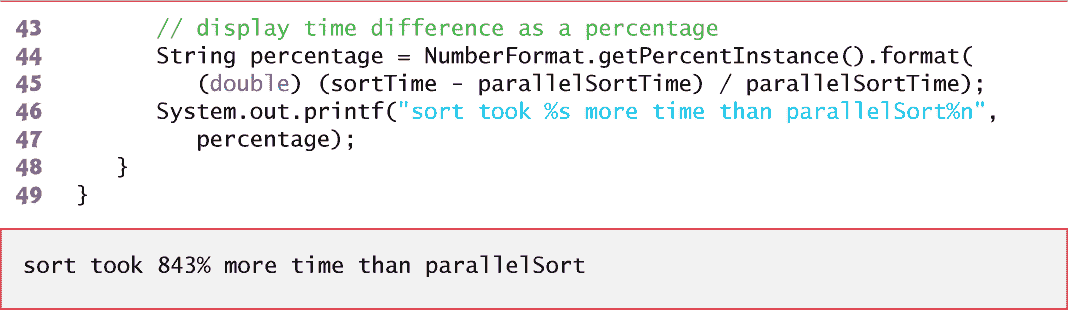 43 // display time difference as a percentage
44 String percentage = NumberFormat.getPercentInstance().format(
45 (double) (sortTime - parallelSortTime) / parallelSortTime);
46 System.out.printf("sort took %s more time than parallelSort%n",
47 percentage);
48 }
49 }
sort took 843% more time than parallelSort